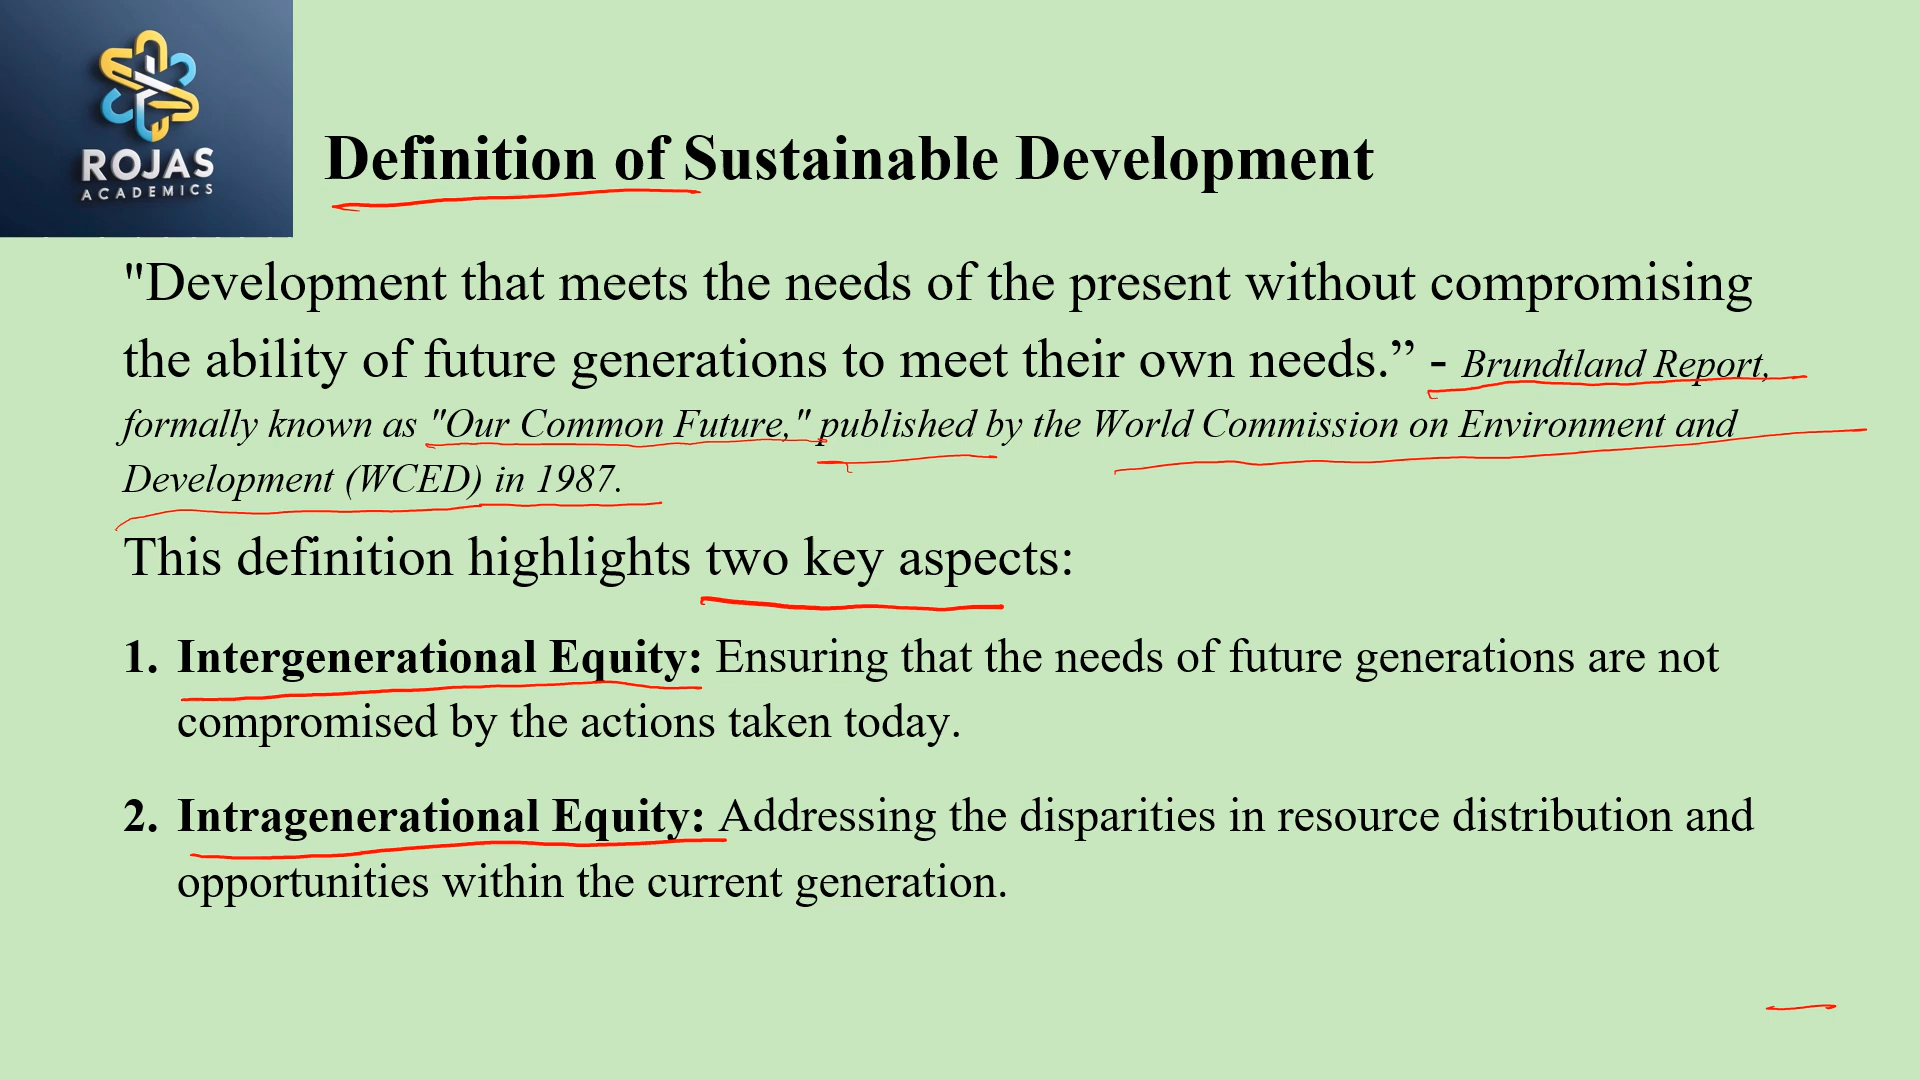 ROJAS
ACADEMICS
Definition of Sustainable Development
"Development that meets the needs of the present without compromising
the ability of future generations to meet their own needs.” - Brundtland Report,
formally known as "Our Common Future," published by the World Commission on Environment and
Development (WCED) in 1987.
This definition highlights two key aspects:
1. Intergenerational Equity: Ensuring that the needs of future generations are not
compromised by the actions taken today.
2. Intragenerational Equity: Addressing the disparities in resource distribution and
opportunities within the current generation.